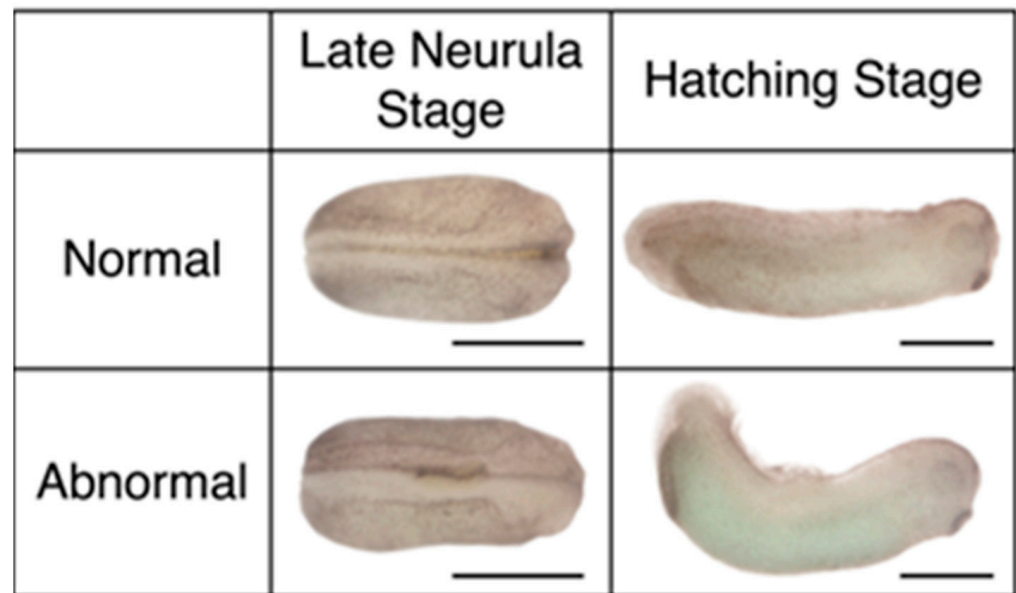 Late Neurula
Stage
Hatching Stage
Normal
Abnormal